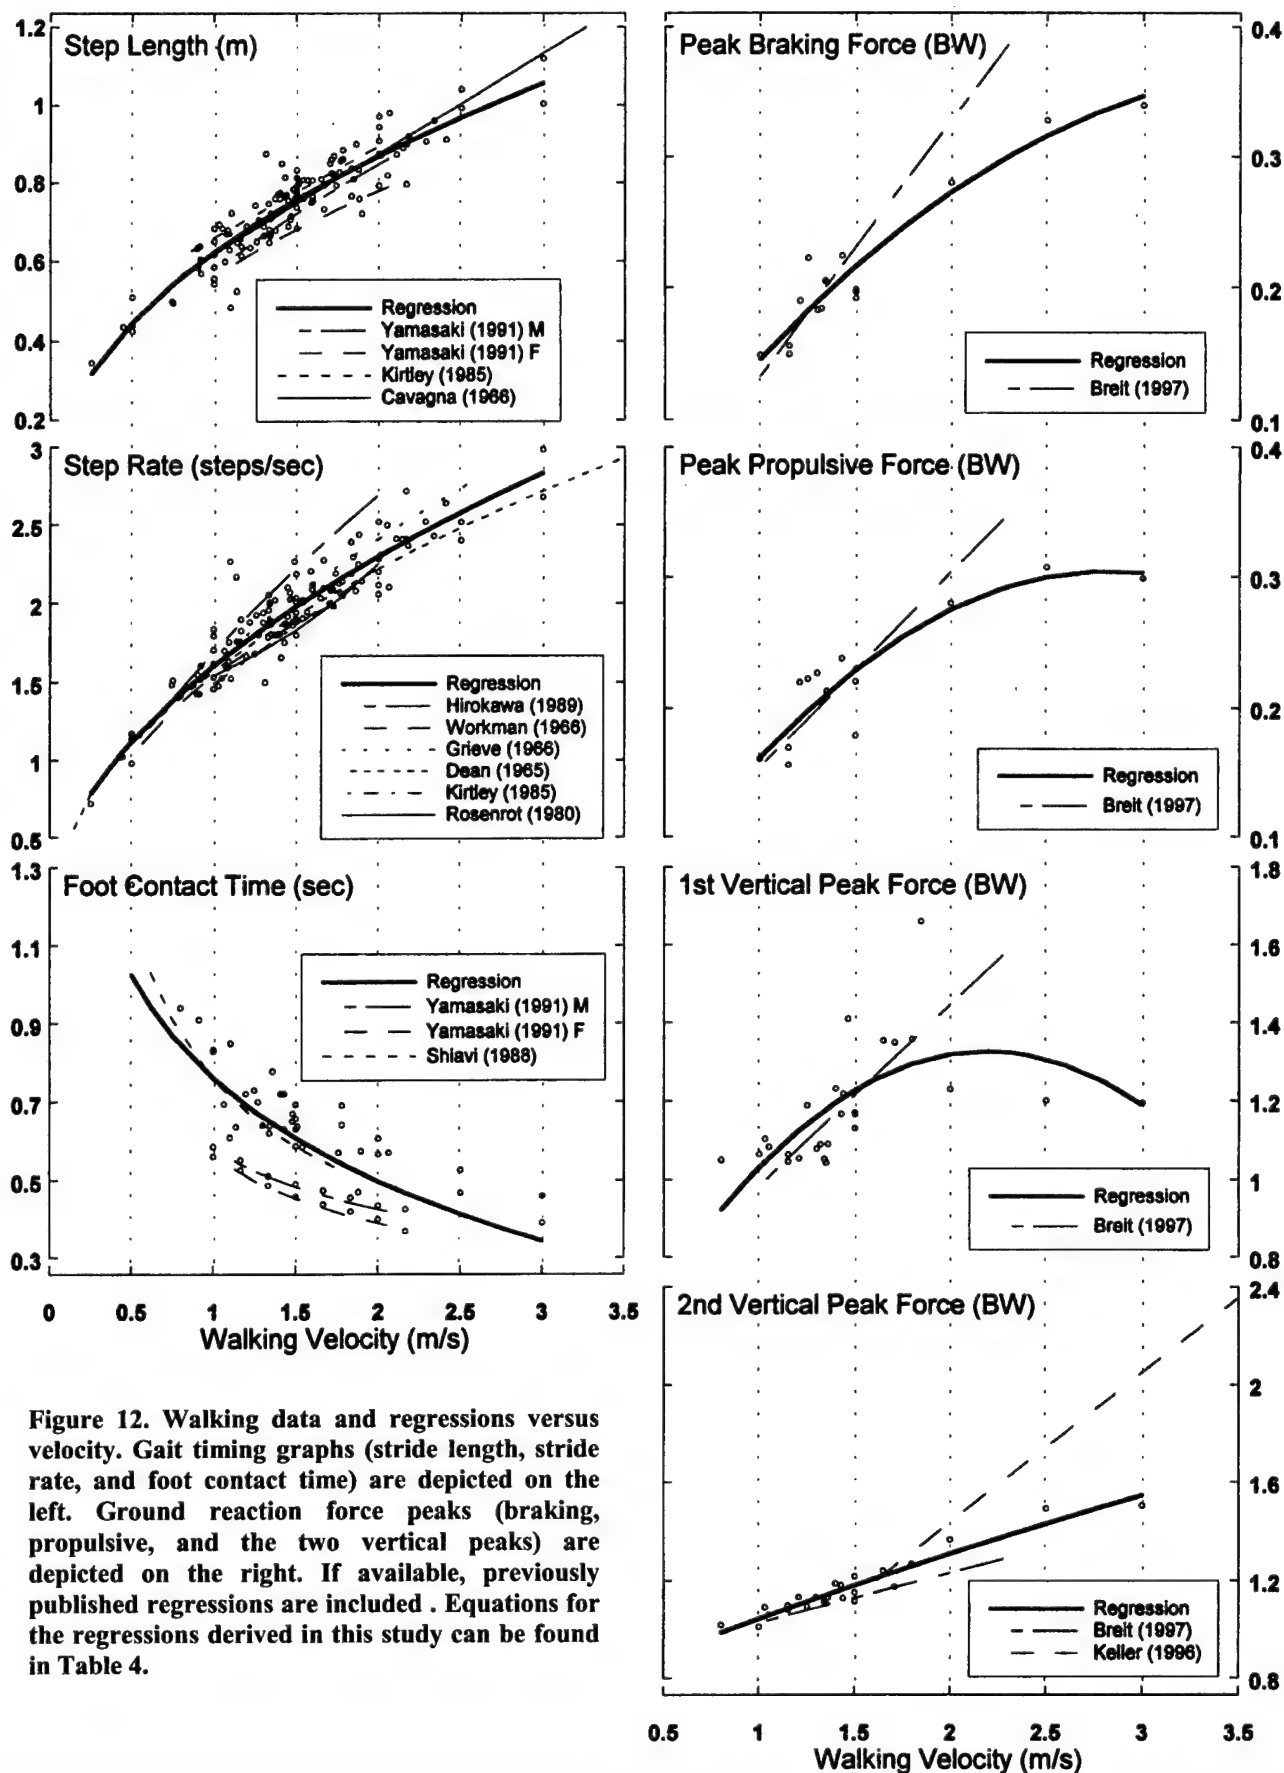 Step Length (m)
1.2
1
0.8
0.6
0.4
0.2
Regression
Yamasaki (1991) M
Yamasaki (1991) F
Kirtley (1985)
Cavagna (1966)
Step Rate (steps/sec)
3
2.5
2
1.5
1
0.5
Regression
Hirokawa (1989)
Workman (1966)
Grieve (1966)
Dean (1965)
Kirtley (1985)
Rosenrot (1980)
Foot Contact Time (sec)
1.3
1.1
0.9
0.7
0.5
0.3
Regression
Yamasaki (1991) M
Yamasaki (1991) F
Shiavi (1988)
0 0.5 1 1.5 2 2.5 3 3.5
Walking Velocity (m/s)
Figure 12. Walking data and regressions versus
velocity. Gait timing graphs (stride length, stride
rate, and foot contact time) are depicted on the
left. Ground reaction force peaks (braking,
propulsive, and the two vertical peaks) are
depicted on the right. If available, previously
published regressions are included . Equations for
the regressions derived in this study can be found
in Table 4.
Peak Braking Force (BW)
0.4
0.3
0.2
0.1
Regression
Breit (1997)
Peak Propulsive Force (BW)
0.4
0.3
0.2
0.1
Regression
Breit (1997)
1st Vertical Peak Force (BW)
1.8
1.6
1.4
1.2
1
0.8
Regression
Breit (1997)
2nd Vertical Peak Force (BW)
2.4
2
1.6
1.2
0.8
Regression
Breit (1997)
Keller (1996)
0.5 1 1.5 2 2.5 3 3.5
Walking Velocity (m/s)